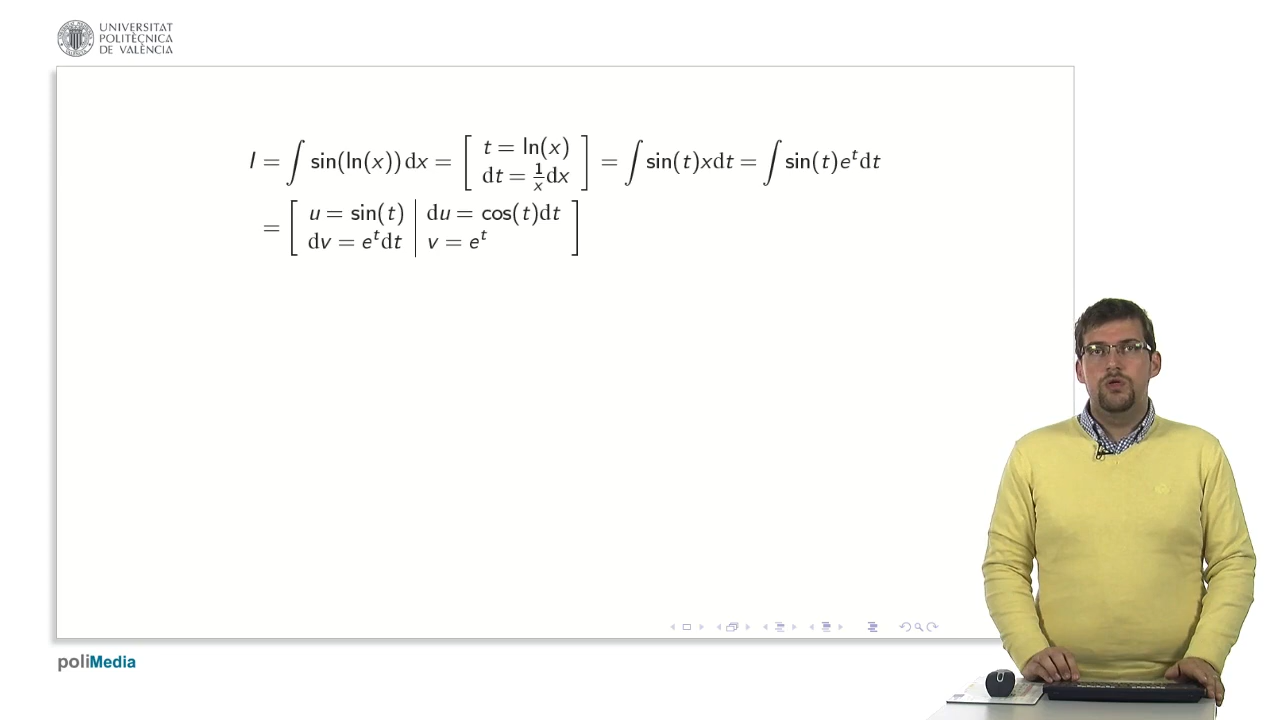 UNIVERSITAT
POLITÈCNICA
DE VALÈNCIA
I = ∫ sin(ln(x)) dx = [ t = ln(x) dt = 1/x dx ] = ∫ sin(t)xdt = ∫ sin(t)e^t dt
= [ u = sin(t) | du = cos(t)dt
dv = e^t dt | v = e^t ]
poliMedia